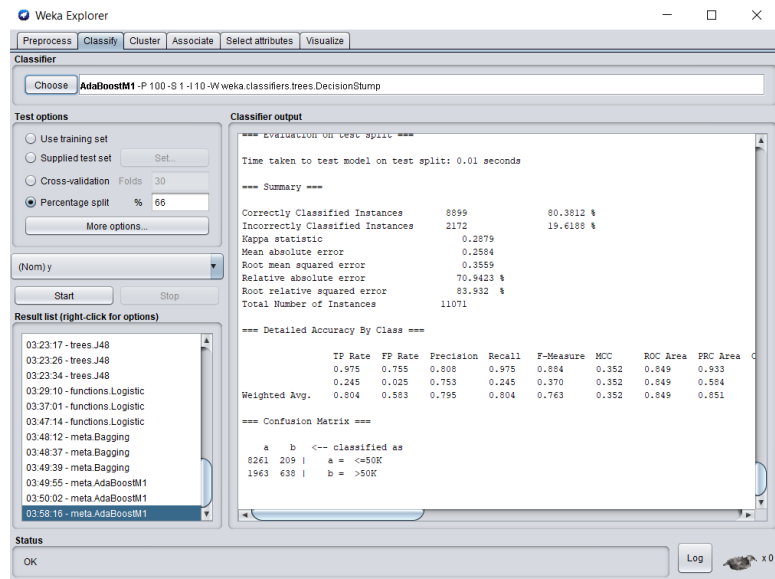 Weka Explorer
Preprocess Classify Cluster Associate Select attributes Visualize
Classifier
Choose AdaBoostM1 -P 100 -S 1 -I 10 -W weka.classifiers.trees.DecisionStump
Test options
Use training set
Supplied test set Set...
Cross-validation Folds 30
Percentage split % 66
More options...
(Nom) y
Start Stop
Result list (right-click for options)
03:23:17 - trees.J48
03:23:26 - trees.J48
03:23:34 - trees.J48
03:29:10 - functions.Logistic
03:37:01 - functions.Logistic
03:47:14 - functions.Logistic
03:48:12 - meta.Bagging
03:48:37 - meta.Bagging
03:49:39 - meta.Bagging
03:49:55 - meta.AdaBoostM1
03:50:02 - meta.AdaBoostM1
03:58:16 - meta.AdaBoostM1
Classifier output
=== Evaluation on test split ===
Time taken to test model on test split: 0.01 seconds
=== Summary ===
Correctly Classified Instances 8899 80.3812 %
Incorrectly Classified Instances 2172 19.6188 %
Kappa statistic 0.2879
Mean absolute error 0.2584
Root mean squared error 0.3559
Relative absolute error 70.9423 %
Root relative squared error 83.932 %
Total Number of Instances 11071
=== Detailed Accuracy By Class ===
TP Rate FP Rate Precision Recall F-Measure MCC ROC Area PRC Area
0.975 0.755 0.808 0.975 0.884 0.352 0.849 0.933
0.245 0.025 0.753 0.245 0.370 0.352 0.849 0.584
Weighted Avg. 0.804 0.583 0.795 0.804 0.763 0.352 0.849 0.851
=== Confusion Matrix ===
a b <-- classified as
8261 209 | a = <=50K
1963 638 | b = >50K
Status
OK
Log x 0